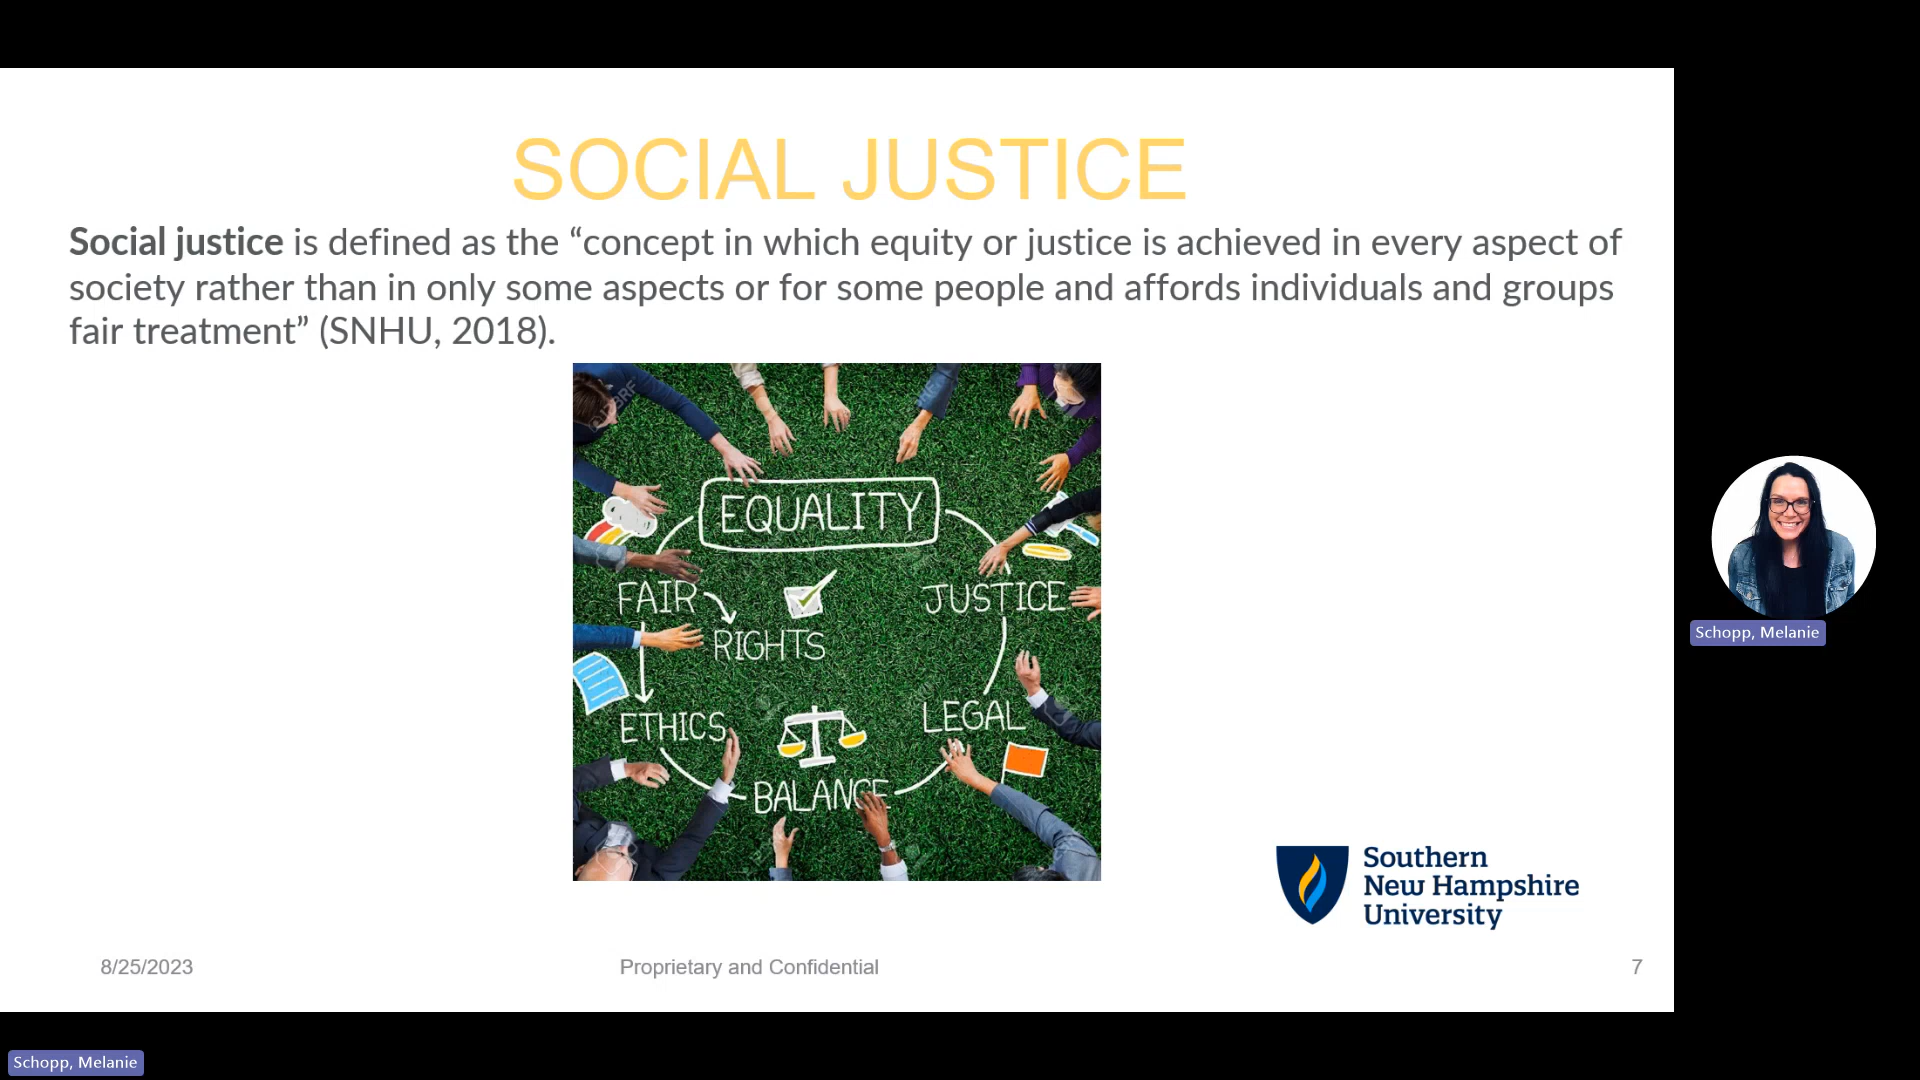 SOCIAL JUSTICE
Social justice is defined as the “concept in which equity or justice is achieved in every aspect of
society rather than in only some aspects or for some people and affords individuals and groups
fair treatment” (SNHU, 2018).
EQUALITY
FAIR
JUSTICE
RIGHTS
ETHICS
LEGAL
BALANCE
Southern
New Hampshire
University
8/25/2023
Proprietary and Confidential
7
Schopp, Melanie
Schopp, Melanie